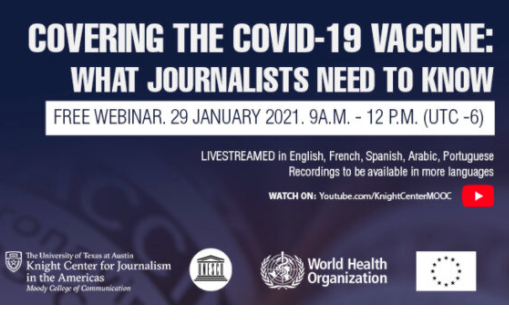 COVERING THE COVID-19 VACCINE:
WHAT JOURNALISTS NEED TO KNOW
FREE WEBINAR. 29 JANUARY 2021. 9A.M. - 12 P.M. (UTC -6)
LIVESTREAMED in English, French, Spanish, Arabic, Portuguese
Recordings to be available in more languages
WATCH ON: Youtube.com/KnightCenterMOOC
The University of Texas at Austin
Knight Center for Journalism
in the Americas
Moody College of Communication
UNESCO
World Health
Organization